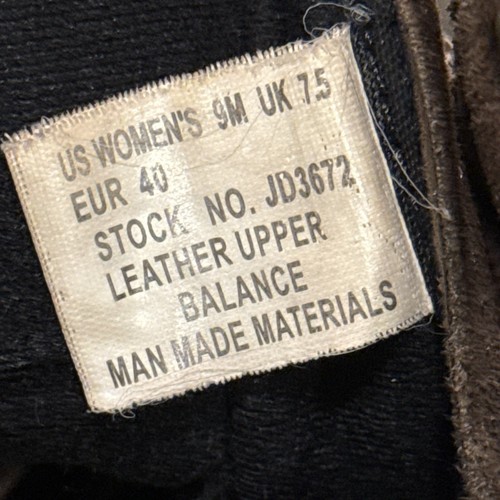 US WOMEN'S 9M UK 7.5
EUR 40
STOCK NO. JD3672
LEATHER UPPER
BALANCE
MAN MADE MATERIALS